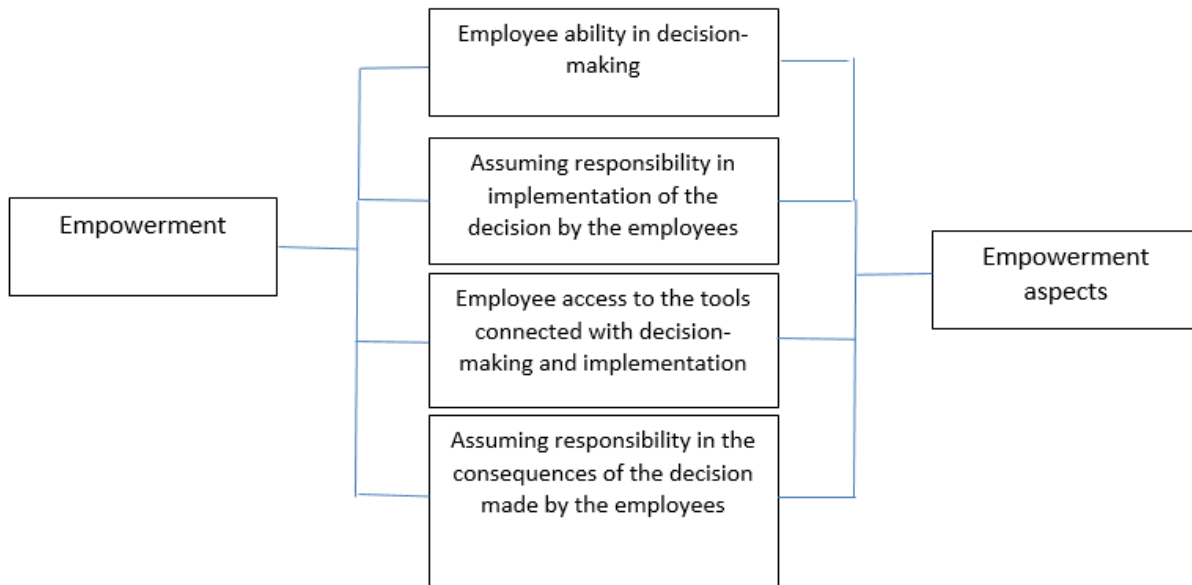 Empowerment
Employee ability in decision-
making
Assuming responsibility in
implementation of the
decision by the employees
Employee access to the tools
connected with decision-
making and implementation
Assuming responsibility in the
consequences of the decision
made by the employees
Empowerment
aspects